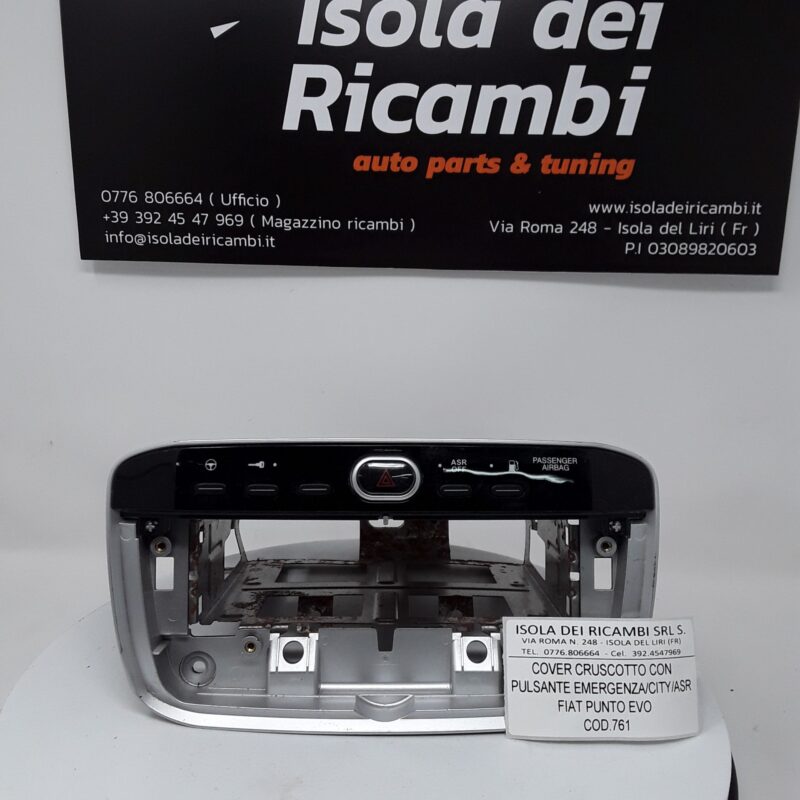 Isola dei
Ricambi
auto parts & tuning
0776 806664 ( Ufficio )
+39 392 45 47 969 ( Magazzino ricambi )
info@isoladeiricambi.it
www.isoladeiricambi.it
Via Roma 248 - Isola del Liri ( Fr )
P.I 03089820603
ASR
OFF
PASSENGER
AIRBAG
ISOLA DEI RICAMBI SRL S.
VIA ROMA N. 248 - ISOLA DEL LIRI (FR)
TEL. 0776.806664 - Cel. 392.4547969
COVER CRUSCOTTO CON
PULSANTE EMERGENZA/CITY/ASR
FIAT PUNTO EVO
COD.761